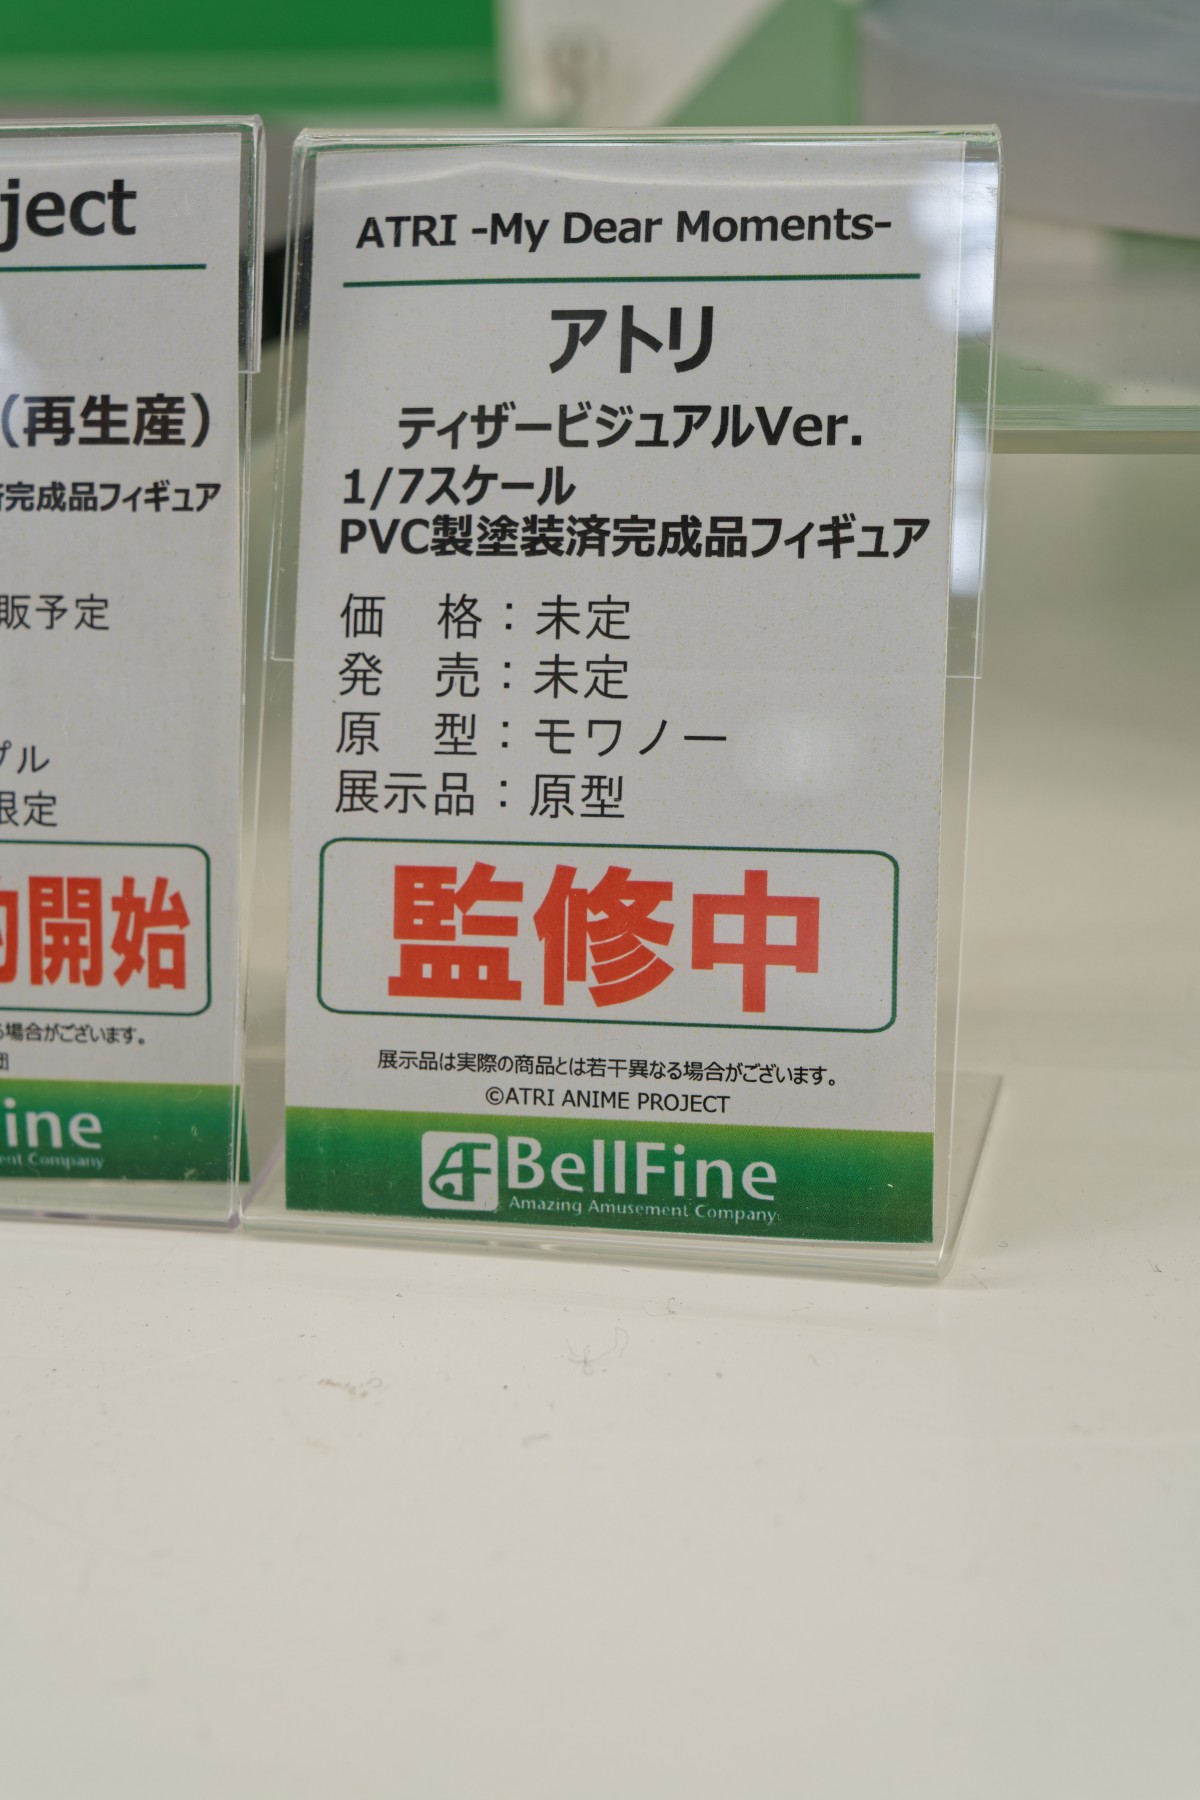 ject
（再生産）
済完成品フィギュア
販予定
プル
限定
約開始
る場合がございます。
団
ine
ent Company
ATRI -My Dear Moments-
アトリ
ティザービジュアルVer.
1/7スケール
PVC製塗装済完成品フィギュア
価　格：未定
発　売：未定
原　型：モワノー
展示品：原型
監修中
展示品は実際の商品とは若干異なる場合がございます。
©ATRI ANIME PROJECT
BellFine
Amazing Amusement Company